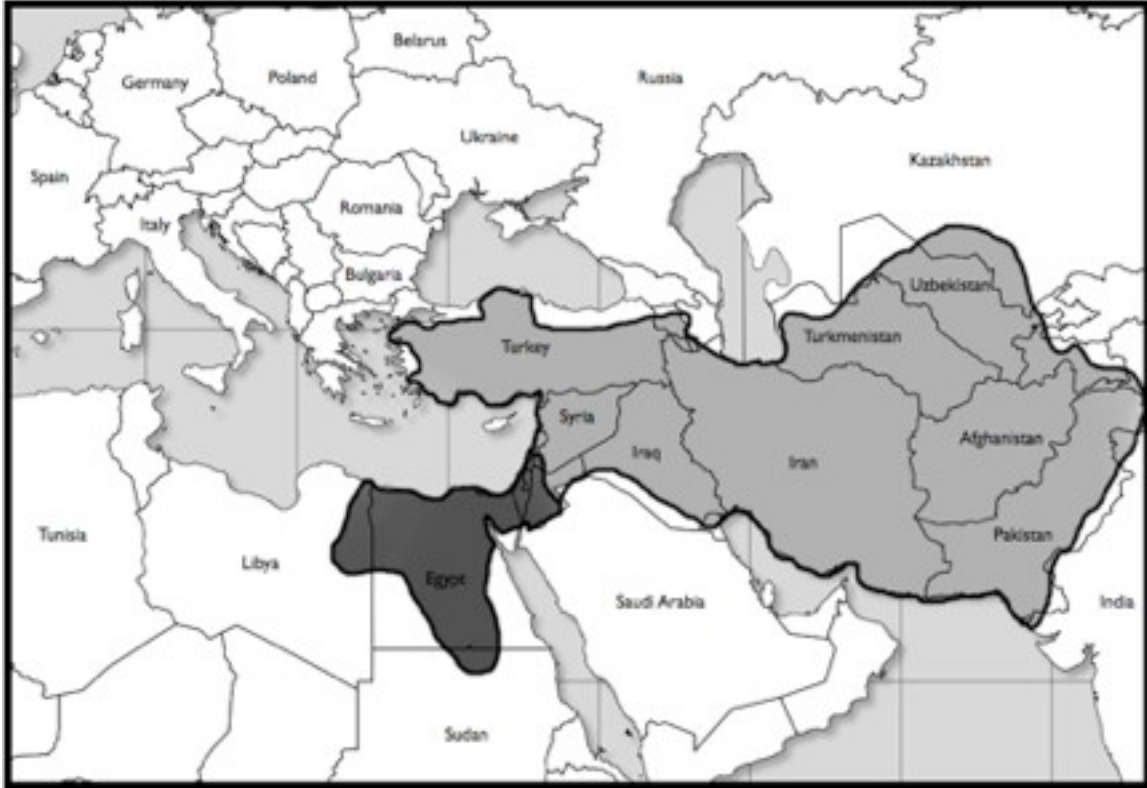 Belarus
Germany
Poland
Russia
Ukraine
Kazakhstan
Spain
Romania
Italy
Bulgaria
Uzbekistan
Turkey
Turkmenistan
Syria
Afghanistan
Iraq
Iran
Tunisia
Pakistan
Libya
Egypt
Saudi Arabia
India
Sudan